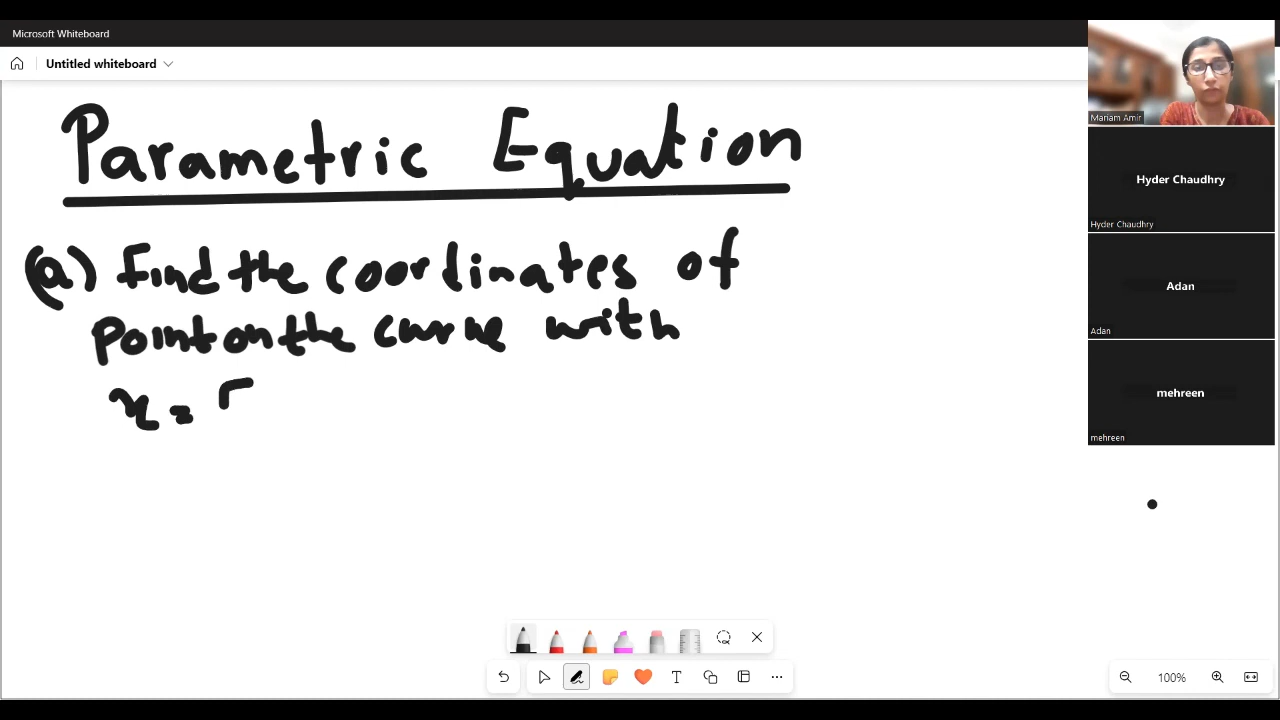 Microsoft Whiteboard
Untitled whiteboard
Parametric Equation
(a) Find the coordinates of
point on the curve with
x =
Mariam Amir
Hyder Chaudhry
Hyder Chaudhry
Adan
Adan
mehreen
mehreen
T
100%